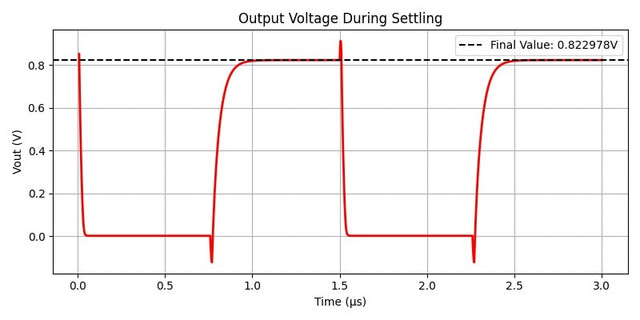 Output Voltage During Settling
Final Value: 0.822978V
Vout (V)
0.8
0.6
0.4
0.2
0.0
0.0 0.5 1.0 1.5 2.0 2.5 3.0
Time (μs)